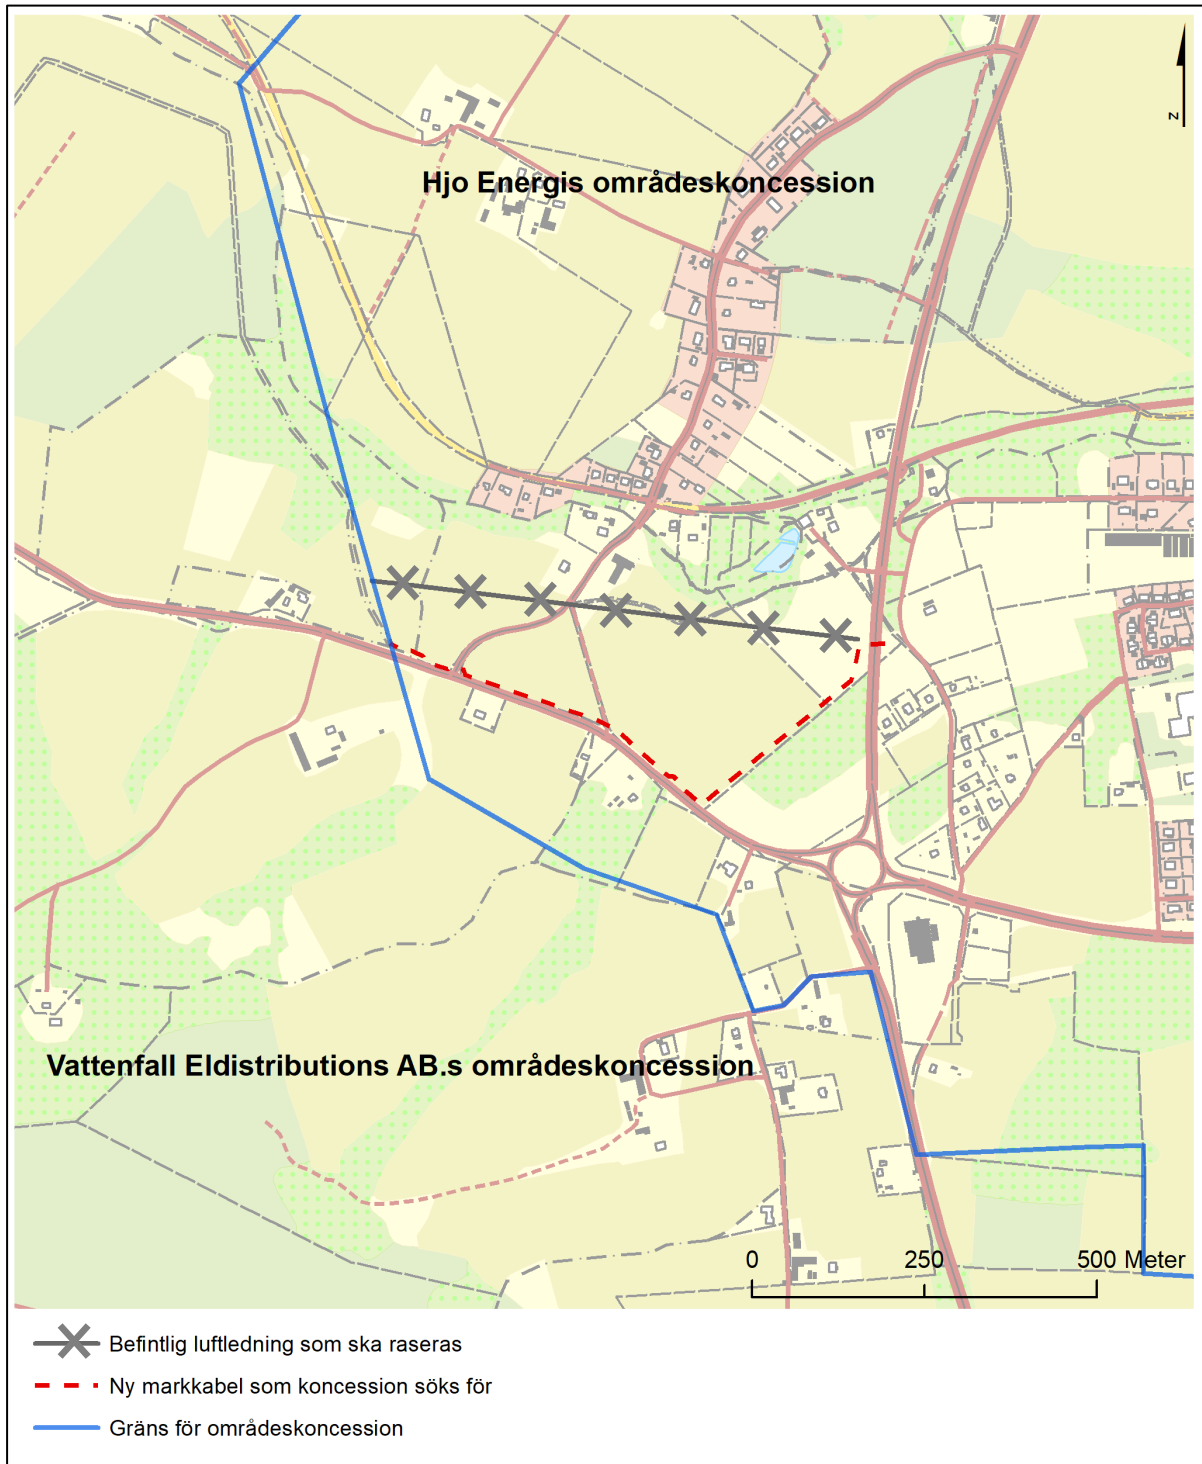 N
Hjo Energis områdeskoncession
Vattenfall Eldistributions AB.s områdeskoncession
0 250 500 Meter
Befintlig luftledning som ska raseras
Ny markkabel som koncession söks för
Gräns för områdeskoncession